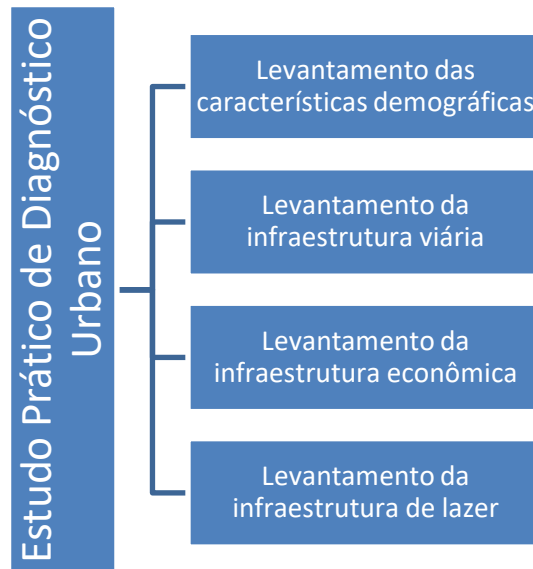 Estudo Prático de Diagnóstico
Urbano
Levantamento das
características demográficas
Levantamento da
infraestrutura viária
Levantamento da
infraestrutura econômica
Levantamento da
infraestrutura de lazer